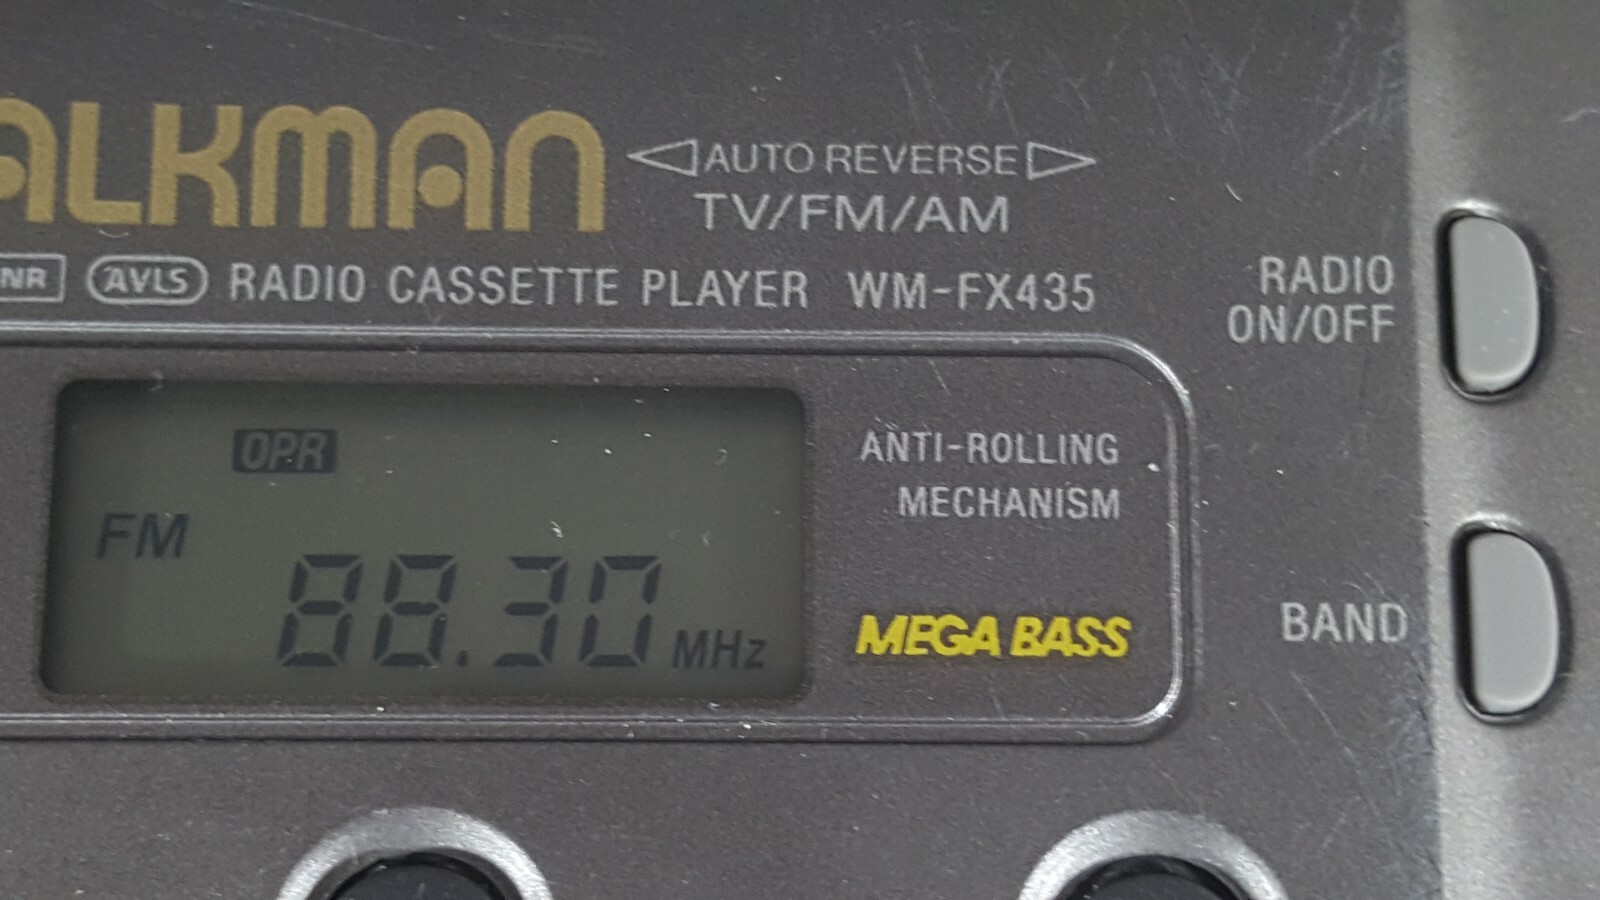 ALKMAN
AUTO REVERSE
TV/FM/AM
NR AVLS RADIO CASSETTE PLAYER WM-FX435
RADIO
ON/OFF
OPR
FM
88.30 MHz
ANTI-ROLLING
MECHANISM
MEGA BASS
BAND